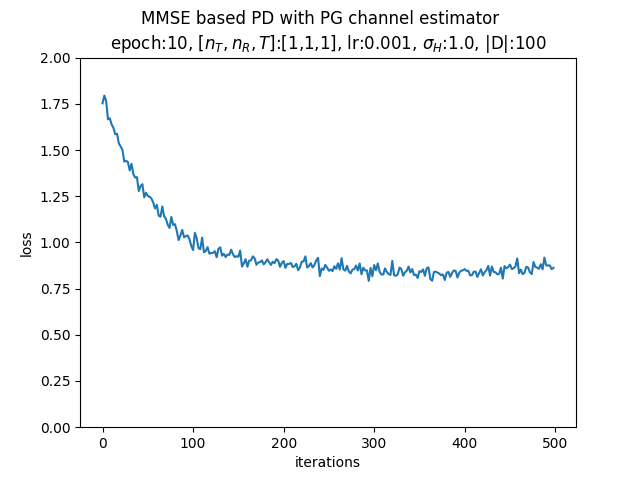 MMSE based PD with PG channel estimator
epoch:10, [n_T, n_R, T]:[1,1,1], lr:0.001, σ_H:1.0, |D|:100
2.00
1.75
1.50
1.25
1.00
0.75
0.50
0.25
0.00
loss
0 100 200 300 400 500
iterations